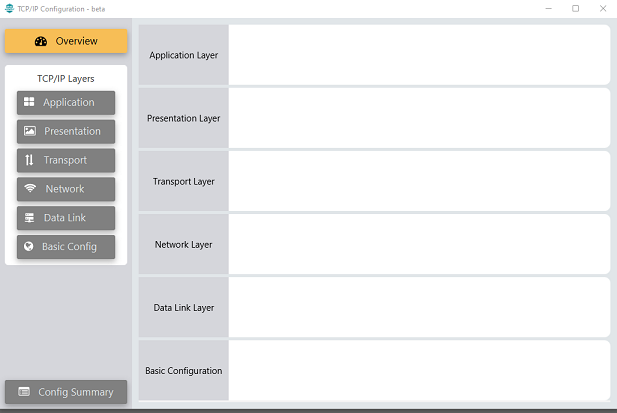 TCP/IP Configuration - beta
Overview
TCP/IP Layers
Application
Presentation
Transport
Network
Data Link
Basic Config
Config Summary
Application Layer
Presentation Layer
Transport Layer
Network Layer
Data Link Layer
Basic Configuration